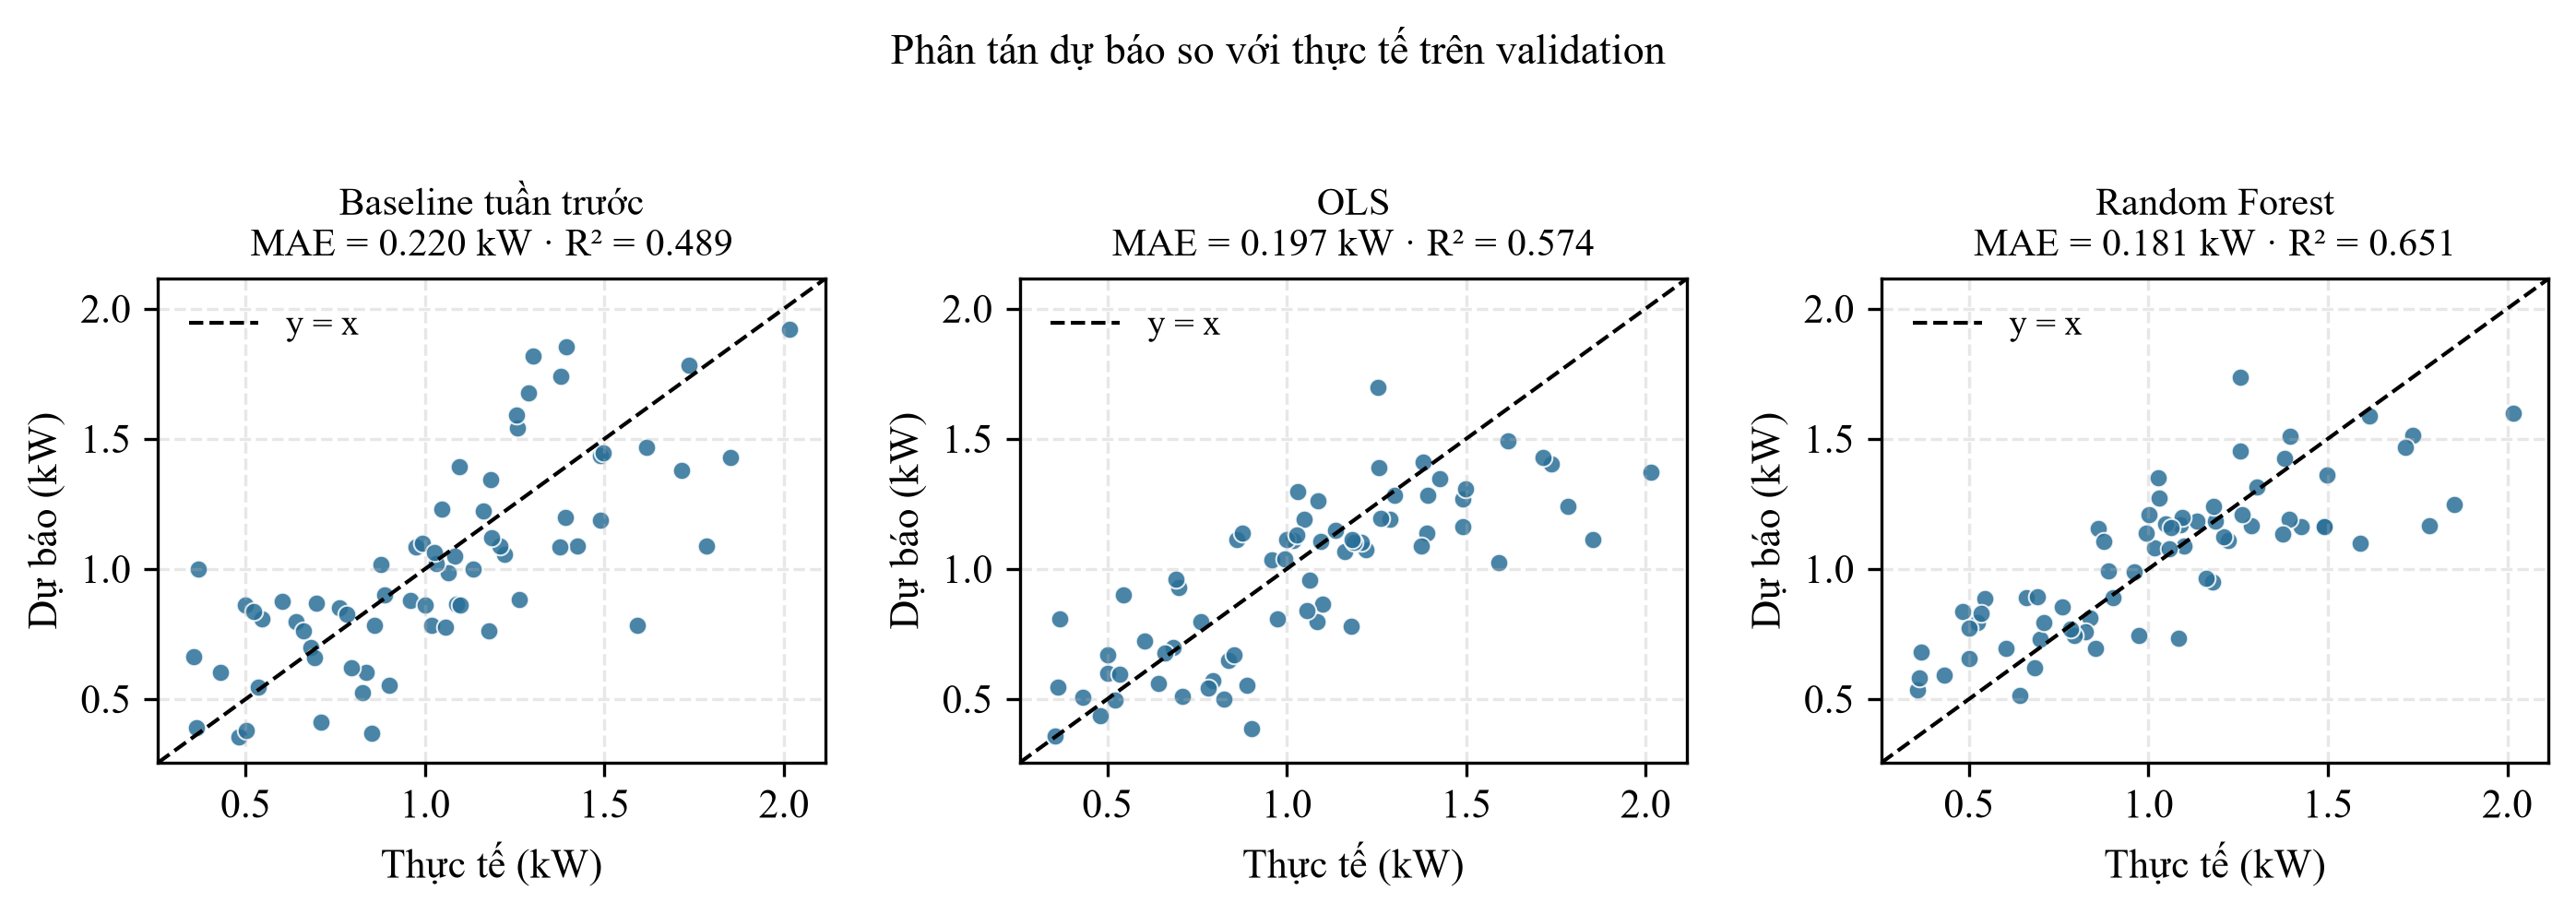 Phân tán dự báo so với thực tế trên validation
Baseline tuần trước
MAE = 0.220 kW · R² = 0.489
y = x
2.0
1.5
1.0
0.5
Dự báo (kW)
0.5 1.0 1.5 2.0
Thực tế (kW)
OLS
MAE = 0.197 kW · R² = 0.574
y = x
2.0
1.5
1.0
0.5
Dự báo (kW)
0.5 1.0 1.5 2.0
Thực tế (kW)
Random Forest
MAE = 0.181 kW · R² = 0.651
y = x
2.0
1.5
1.0
0.5
Dự báo (kW)
0.5 1.0 1.5 2.0
Thực tế (kW)